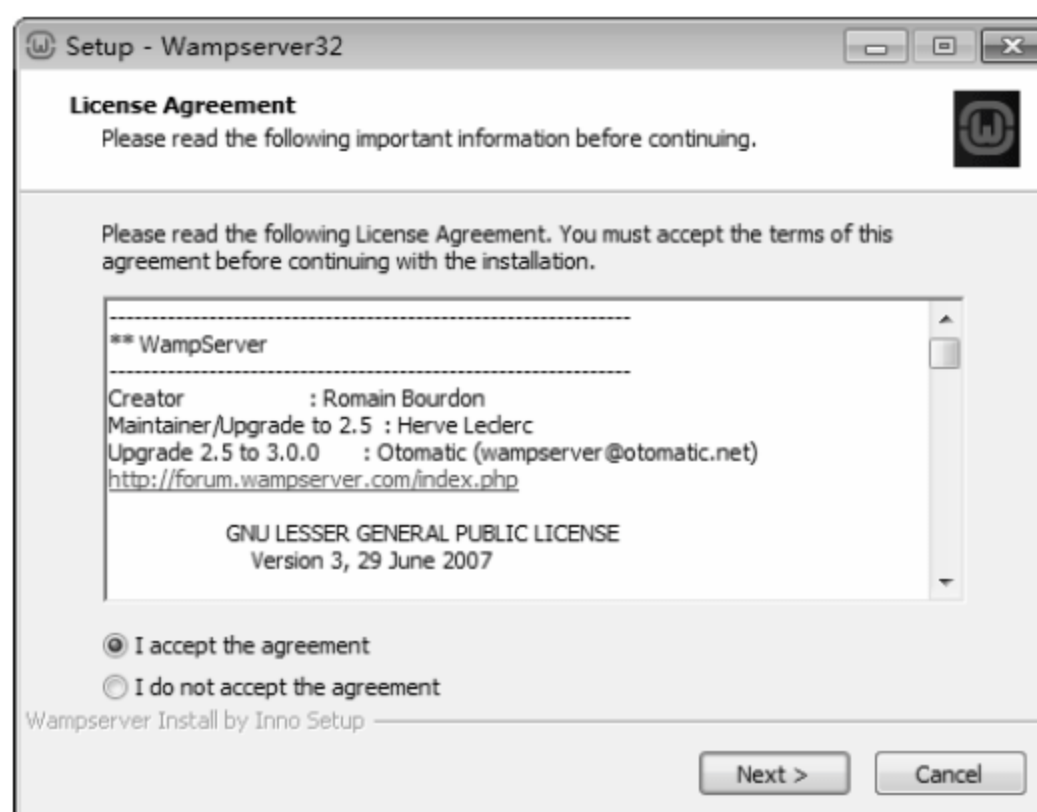 Setup - Wampserver32
License Agreement
Please read the following important information before continuing.
Please read the following License Agreement. You must accept the terms of this
agreement before continuing with the installation.
------------------------------------------------------------
** WampServer
------------------------------------------------------------
Creator : Romain Bourdon
Maintainer/Upgrade to 2.5 : Herve Leclerc
Upgrade 2.5 to 3.0.0 : Otomatic (wampserver@otomatic.net)
http://forum.wampserver.com/index.php
GNU LESSER GENERAL PUBLIC LICENSE
Version 3, 29 June 2007
I accept the agreement
I do not accept the agreement
Wampserver Install by Inno Setup
Next >
Cancel